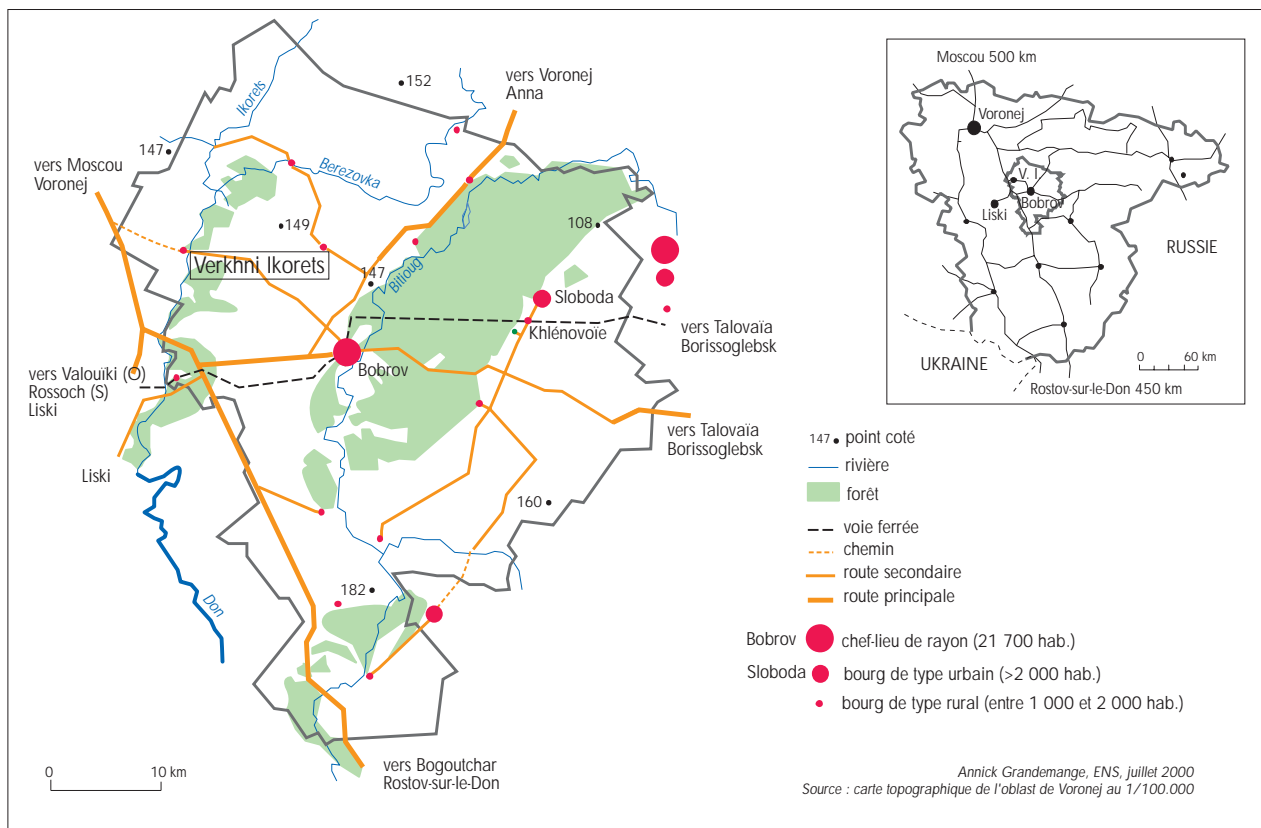 152
Ikorets
vers Voronej
Anna
147
vers Moscou
Voronej
Berezovka
149
108
Verkhni Ikorets
147
Bitioug
Sloboda
Khlénovoïe
vers Talovaïa
Borissoglebsk
Bobrov
vers Valouïki (O)
Rossoch (S)
Liski
vers Talovaïa
Borissoglebsk
Liski
160
182
Don
vers Bogoutchar
Rostov-sur-le-Don
0 10 km
Moscou 500 km
Voronej
V. I.
Bobrov
Liski
RUSSIE
UKRAINE
0 60 km
Rostov-sur-le-Don 450 km
147 point coté
rivière
forêt
voie ferrée
chemin
route secondaire
route principale
Bobrov chef-lieu de rayon (21 700 hab.)
Sloboda bourg de type urbain (>2 000 hab.)
bourg de type rural (entre 1 000 et 2 000 hab.)
Annick Grandemange, ENS, juillet 2000
Source : carte topographique de l'oblast de Voronej au 1/100.000